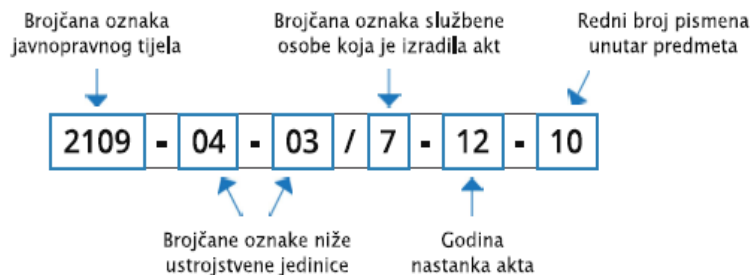 Brojčana oznaka
javnopravnog tijela
Brojčana oznaka službene
osobe koja je izradila akt
Redni broj pismena
unutar predmeta
2109 - 04 - 03 / 7 - 12 - 10
Brojčane oznake niže
ustrojstvene jedinice
Godina
nastanka akta